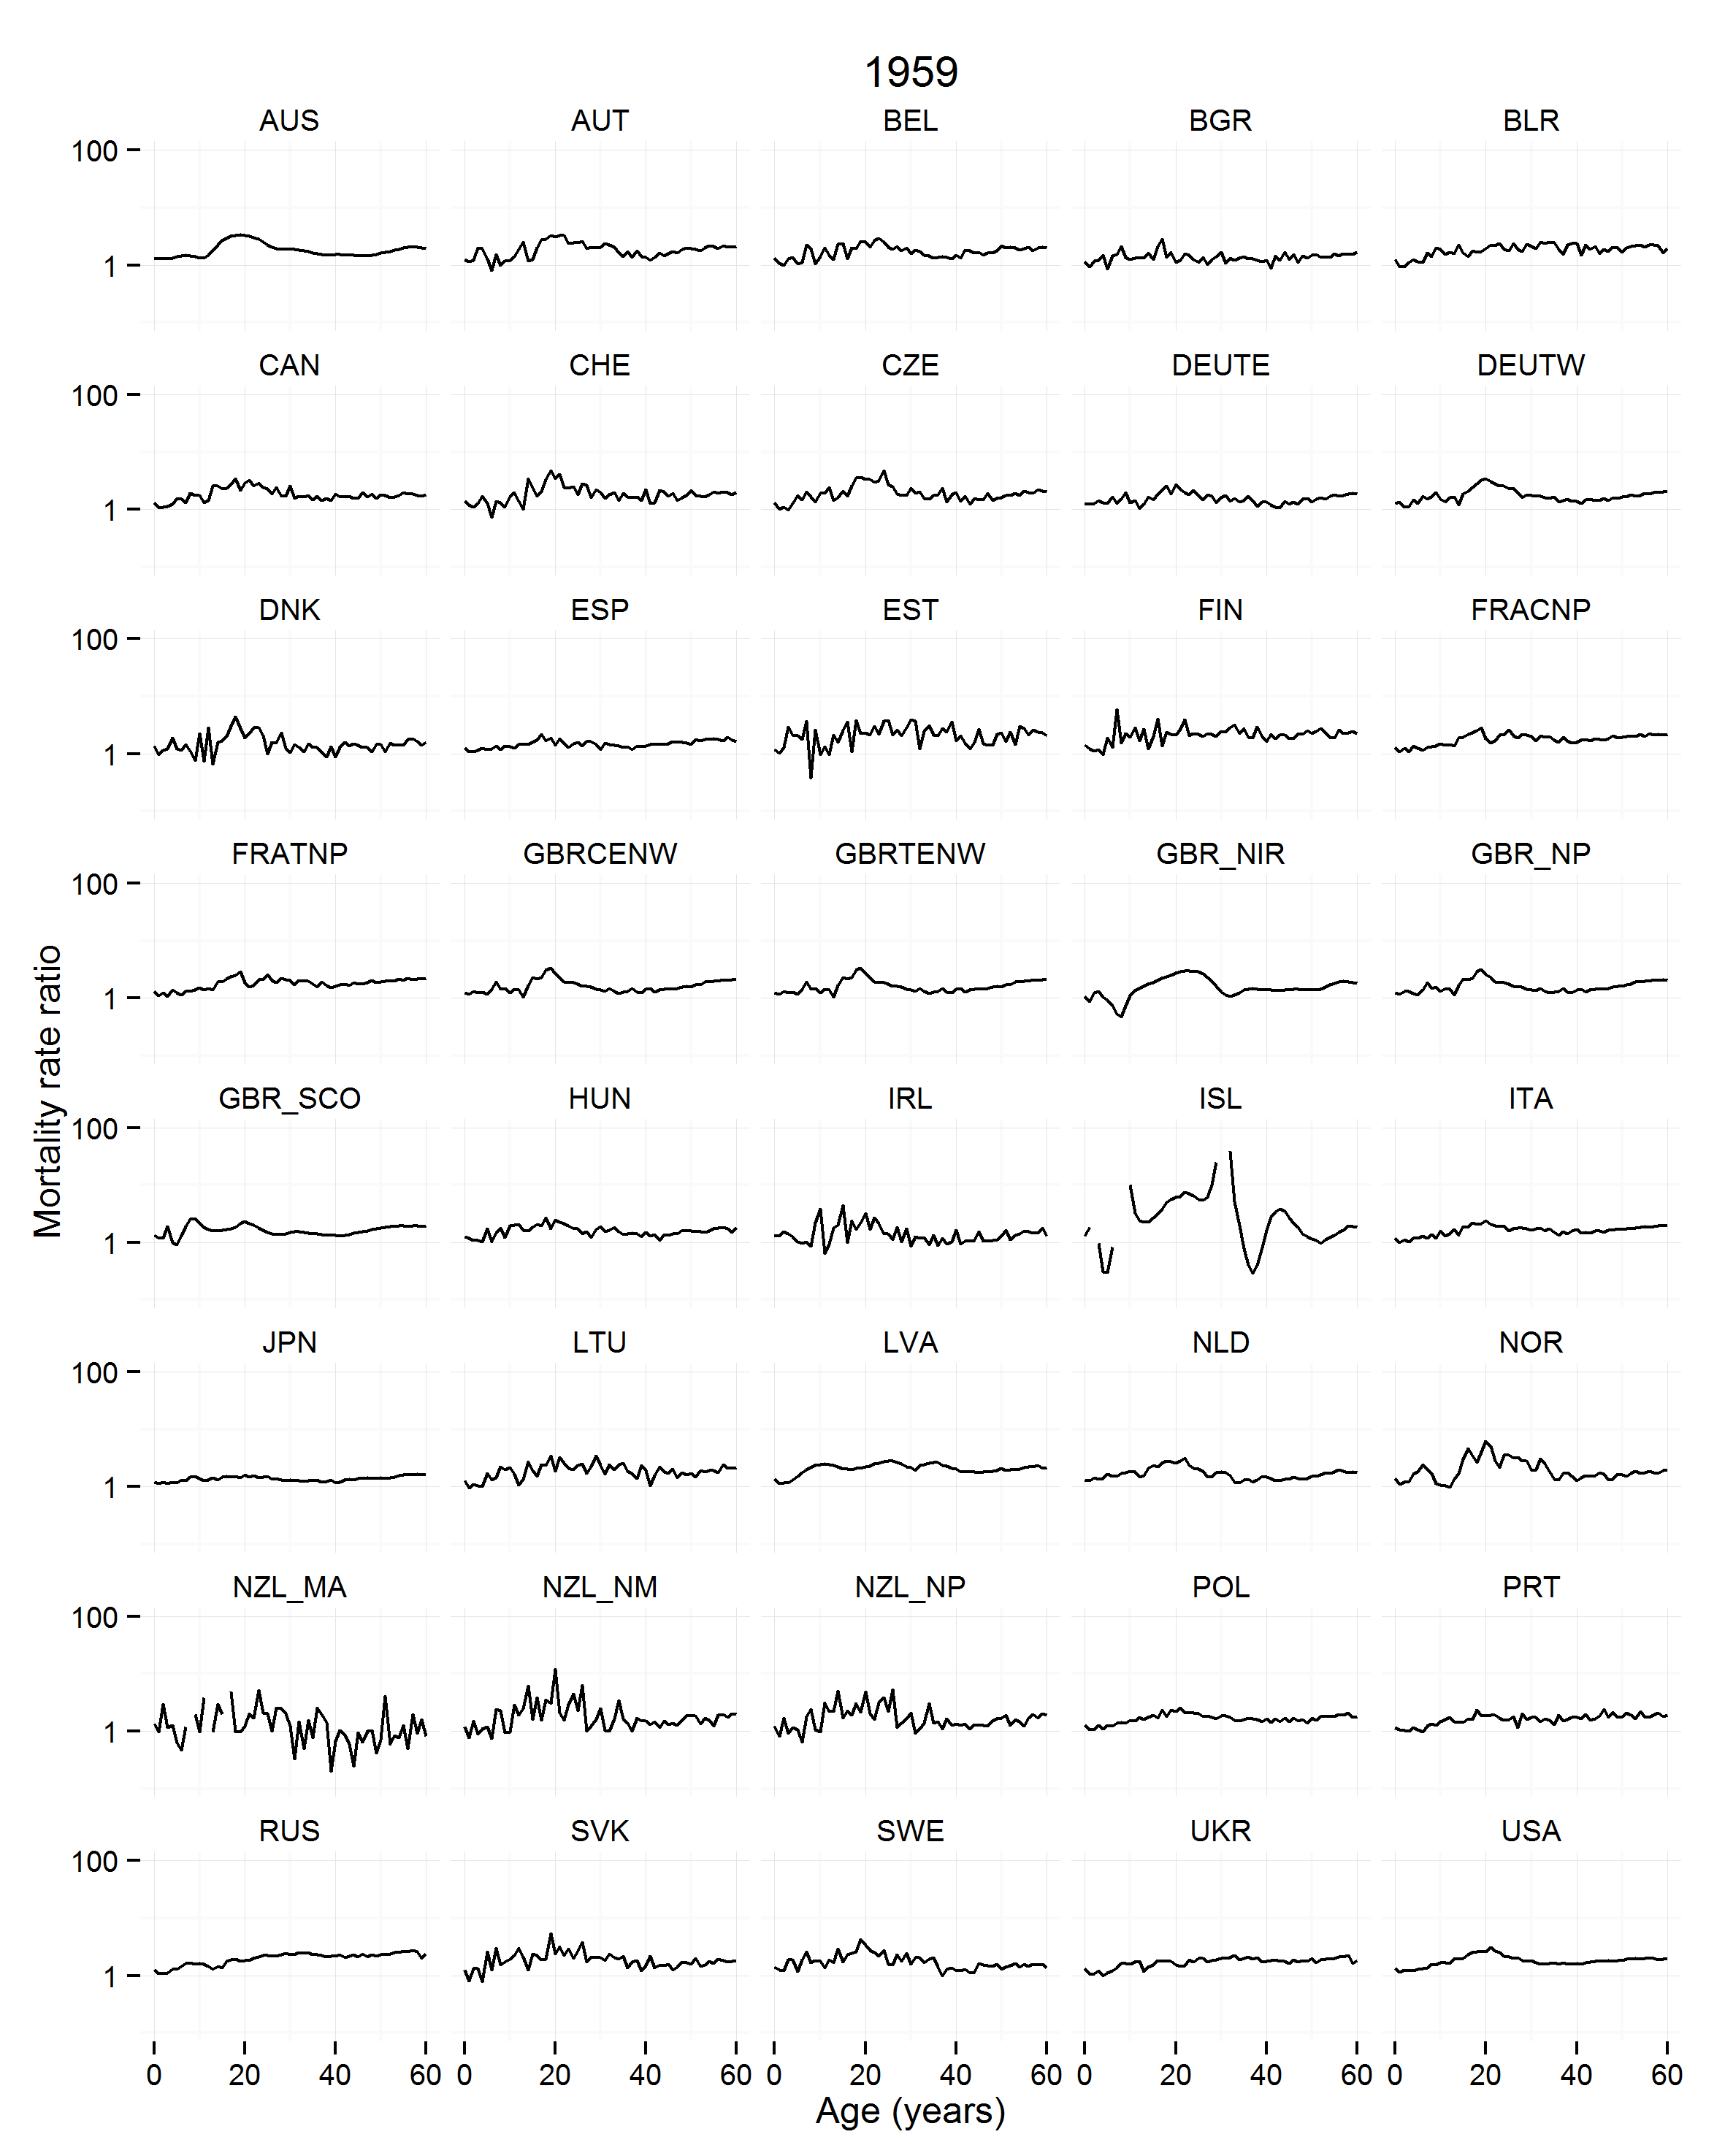 1959
AUS AUT BEL BGR BLR
100
1
CAN CHE CZE DEUTE DEUTW
100
1
DNK ESP EST FIN FRACNP
100
1
FRATNP GBRCENW GBRTENW GBR_NIR GBR_NP
100
1
Mortality rate ratio
GBR_SCO HUN IRL ISL ITA
100
1
JPN LTU LVA NLD NOR
100
1
NZL_MA NZL_NM NZL_NP POL PRT
100
1
RUS SVK SWE UKR USA
100
1
0 20 40 60 0 20 40 60 0 20 40 60 0 20 40 60 0 20 40 60
Age (years)